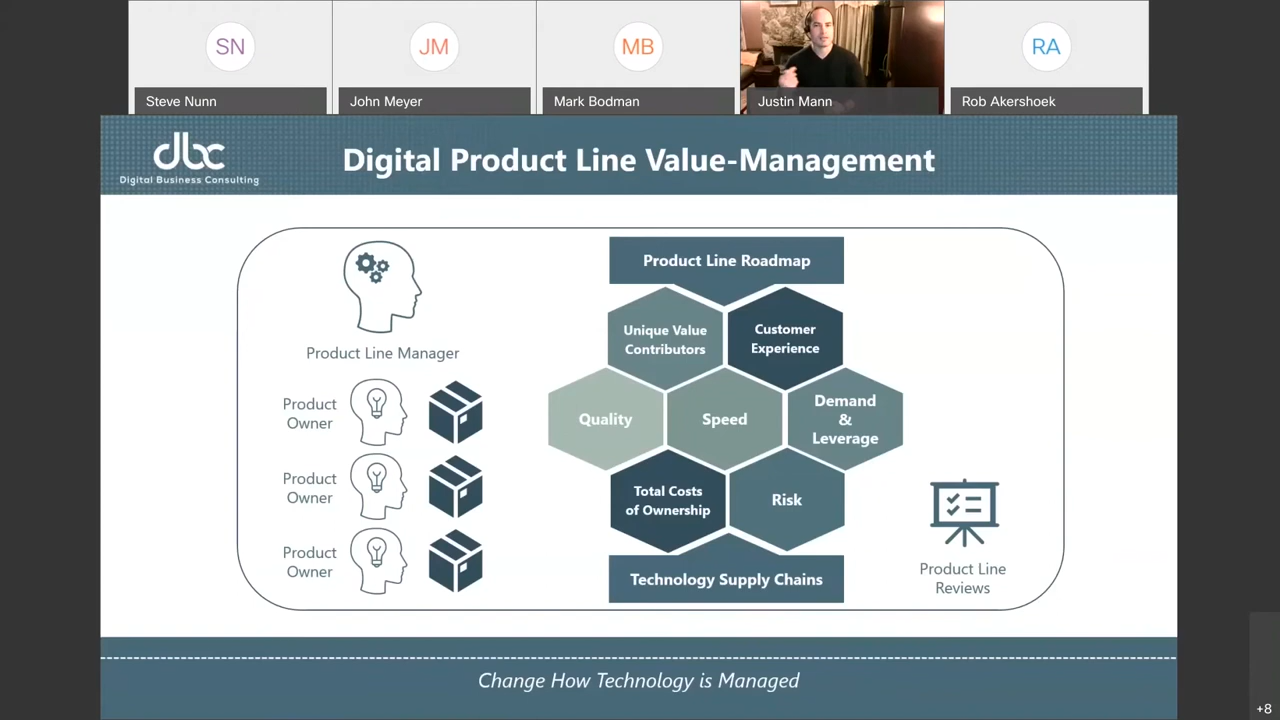 SN
JM
MB
RA
Steve Nunn
John Meyer
Mark Bodman
Justin Mann
Rob Akershoek
dbc
Digital Business Consulting
Digital Product Line Value-Management
Product Line Manager
Product
Owner
Product
Owner
Product
Owner
Product Line Roadmap
Unique Value
Contributors
Customer
Experience
Quality
Speed
Demand
&
Leverage
Total Costs
of Ownership
Risk
Technology Supply Chains
Product Line
Reviews
Change How Technology is Managed
+8